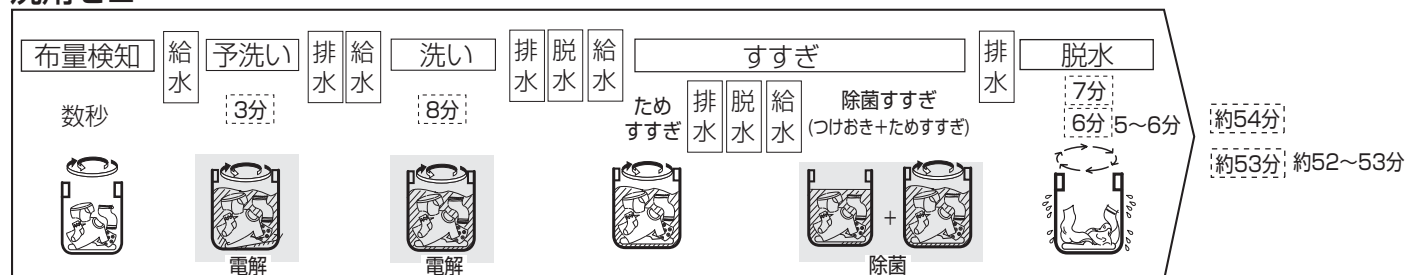 布量検知
給水
予洗い
排水
給水
洗い
排水
脱水
給水
すすぎ
排水
脱水
数秒
3分
8分
ため
すすぎ
排水
脱水
給水
除菌すすぎ
(つけおき+ためすすぎ)
7分
6分 5~6分
約54分
約53分 約52~53分
+
電解
電解
除菌